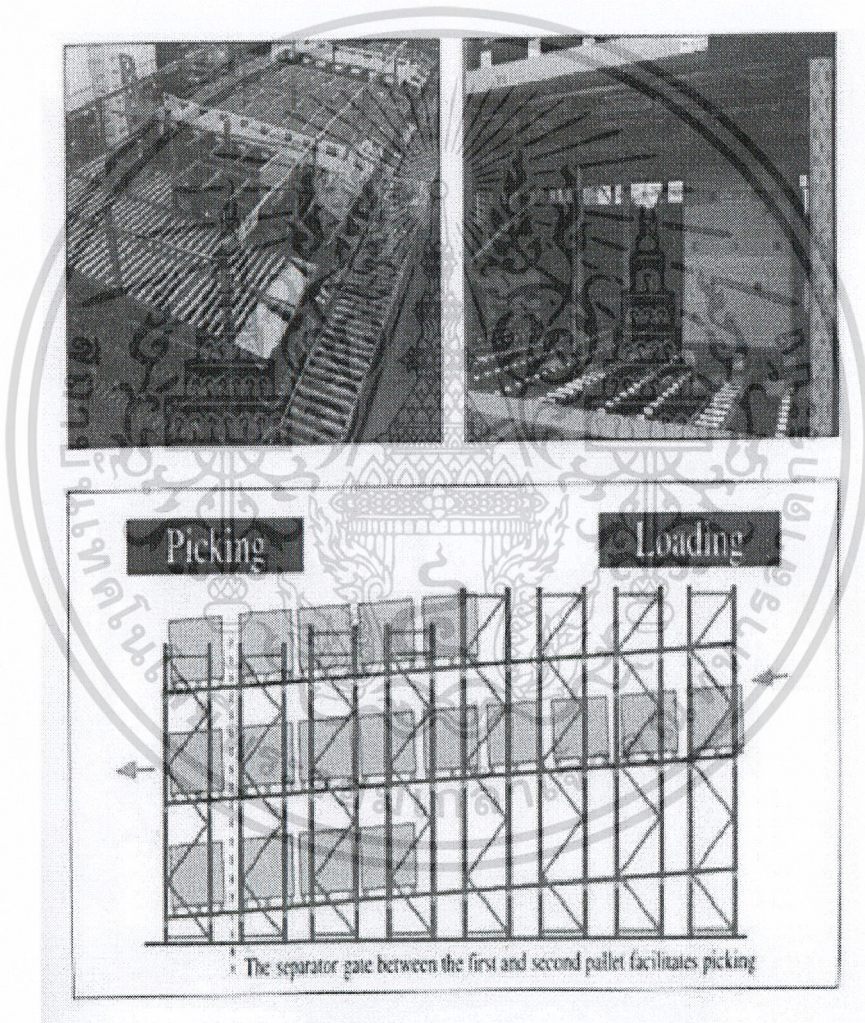 Picking
Loading
The separator gate between the first and second pallet facilitates picking